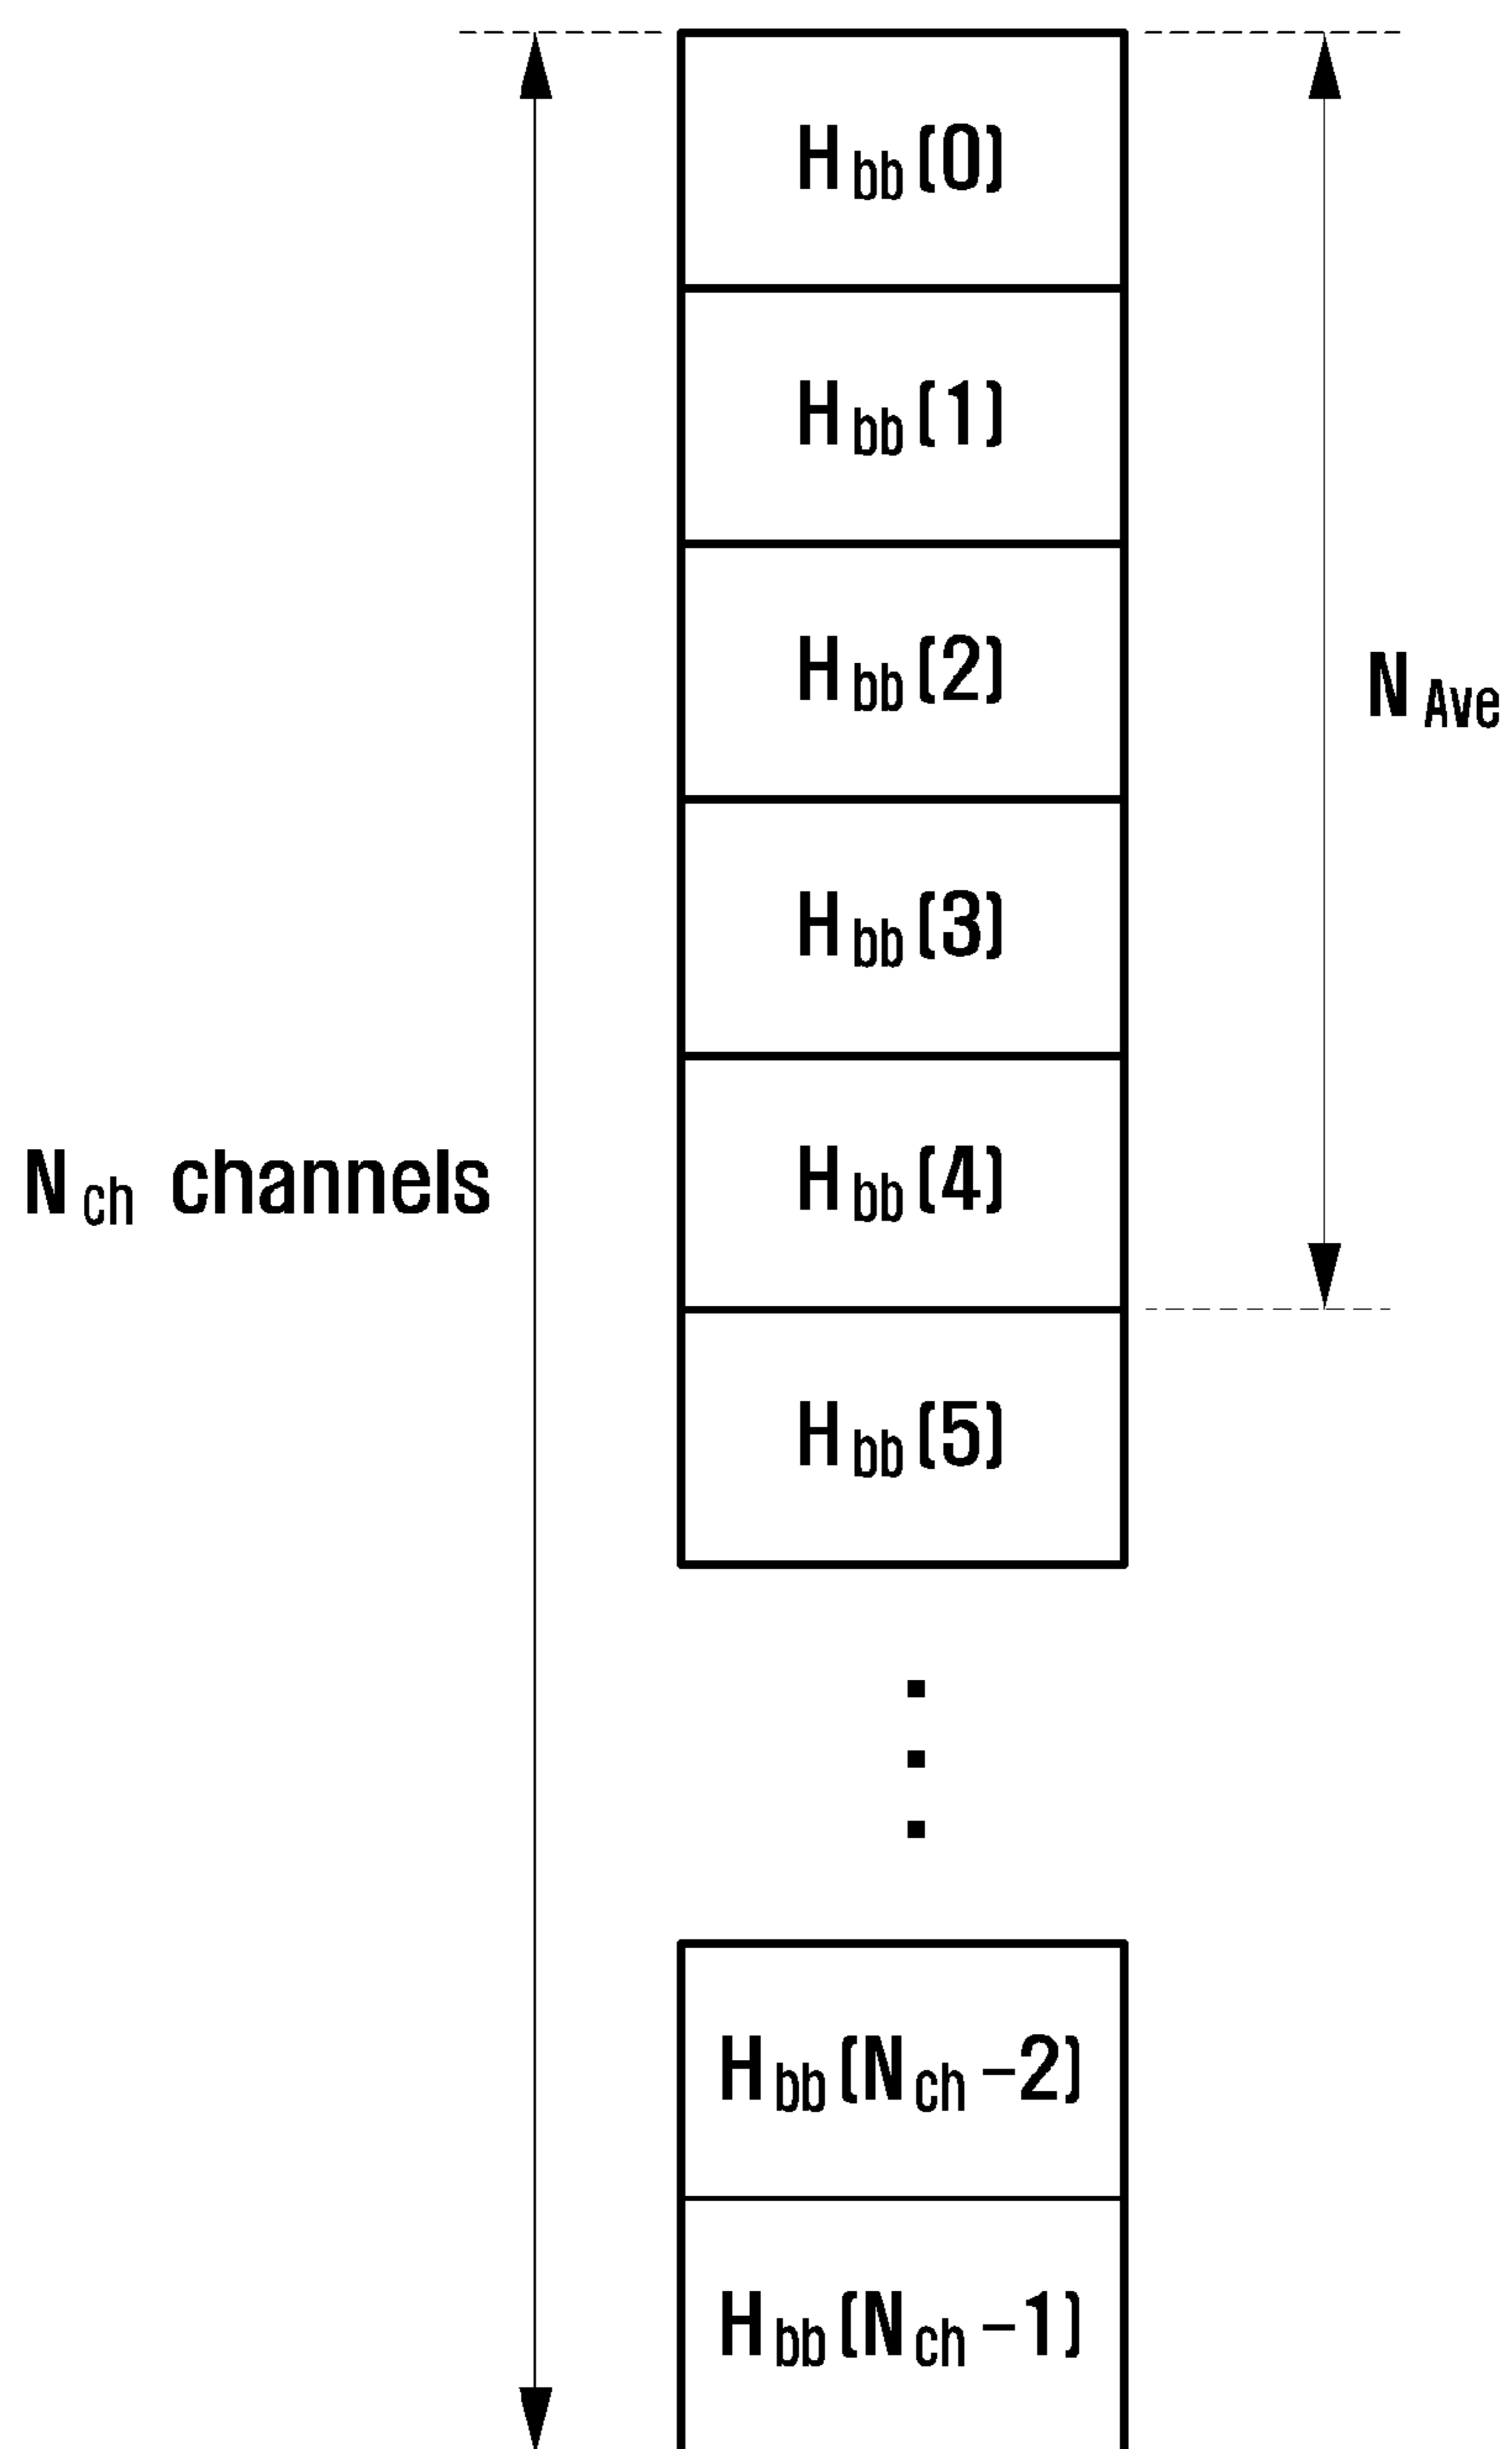 H bb (0)
H bb (1)
H bb (2)
N Ave
H bb (3)
N ch channels
H bb (4)
H bb (5)
H bb (N ch -2)
H bb (N ch -1)